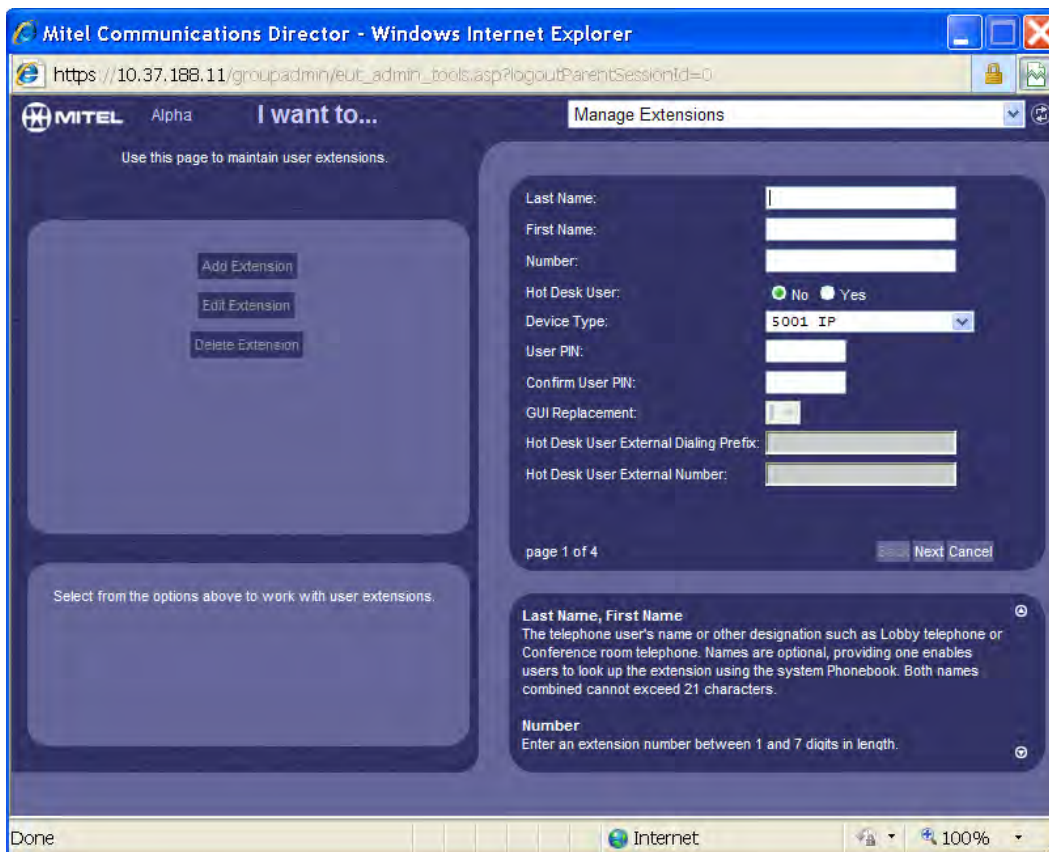 Mitel Communications Director - Windows Internet Explorer
https://10.37.188.11/groupadmin/eut_admin_tools.asp?logoutParentSessionId=0
MITEL Alpha I want to... Manage Extensions
Use this page to maintain user extensions.
Add Extension
Edit Extension
Delete Extension
Select from the options above to work with user extensions.
Last Name:
First Name:
Number:
Hot Desk User: No Yes
Device Type: 5001 IP
User PIN:
Confirm User PIN:
GUI Replacement:
Hot Desk User External Dialing Prefix:
Hot Desk User External Number:
page 1 of 4 Back Next Cancel
Last Name, First Name
The telephone user's name or other designation such as Lobby telephone or
Conference room telephone. Names are optional, providing one enables
users to look up the extension using the system Phonebook. Both names
combined cannot exceed 21 characters.
Number
Enter an extension number between 1 and 7 digits in length.
Done Internet 100%